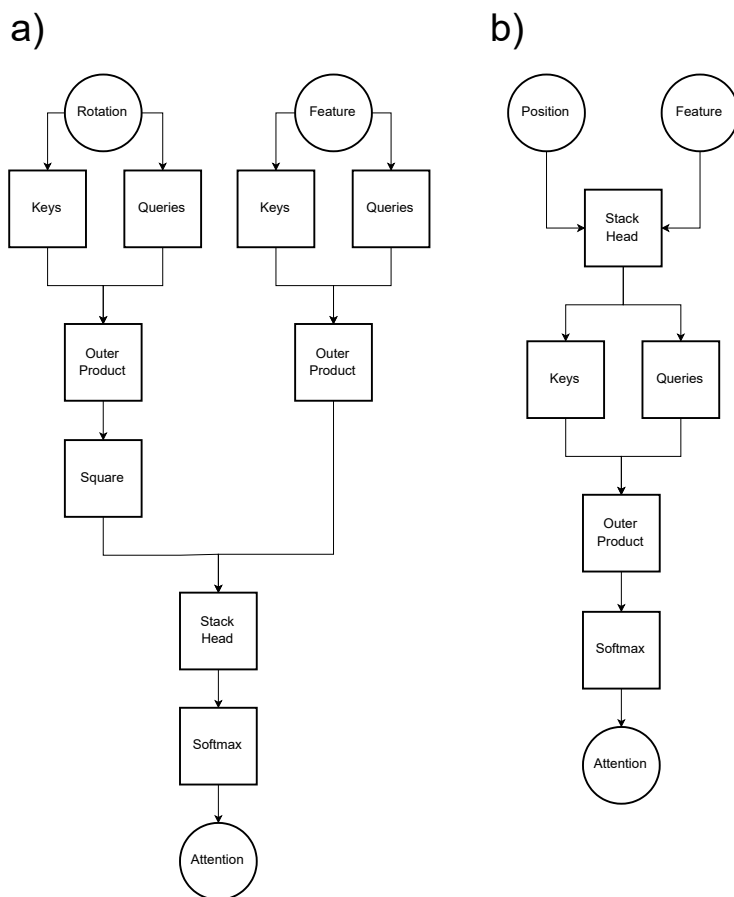 a)
Rotation
Feature
Keys
Queries
Keys
Queries
Outer
Product
Outer
Product
Square
Stack
Head
Softmax
Attention
b)
Position
Feature
Stack
Head
Keys
Queries
Outer
Product
Softmax
Attention